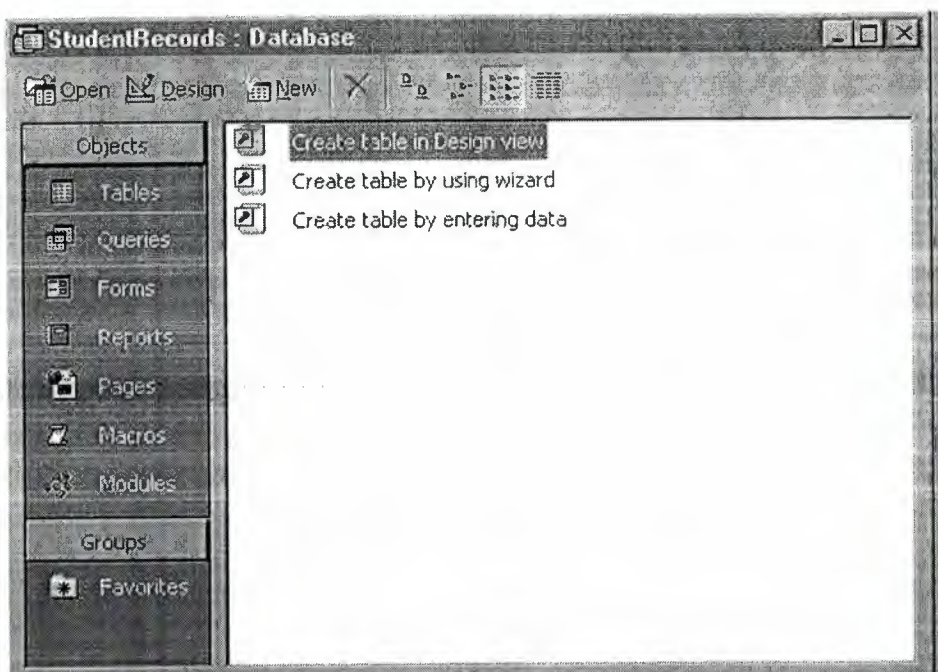 StudentRecords : Database
Open Design New
Objects
Tables
Queries
Forms
Reports
Pages
Macros
Modules
Groups
Favorites
Create table in Design view
Create table by using wizard
Create table by entering data